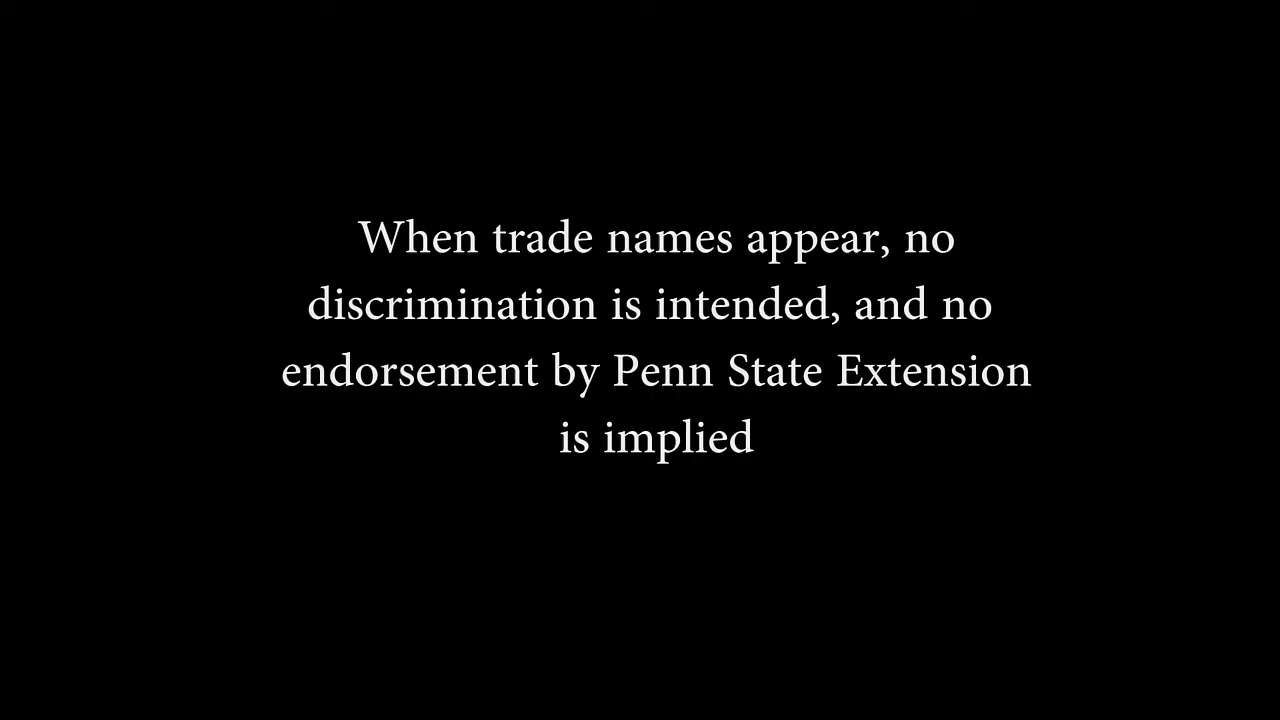 When trade names appear, no
discrimination is intended, and no
endorsement by Penn State Extension
is implied